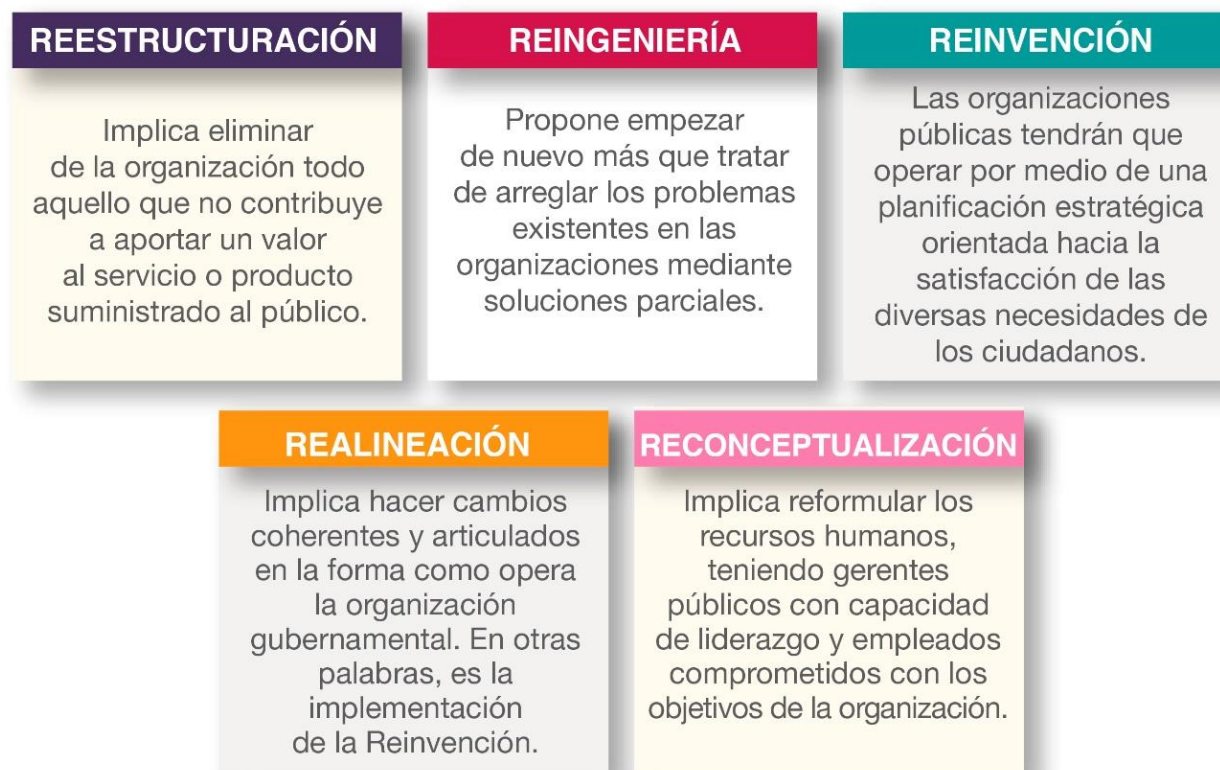 REESTRUCTURACIÓN
Implica eliminar
de la organización todo
aquello que no contribuye
a aportar un valor
al servicio o producto
suministrado al público.
REINGENIERÍA
Propone empezar
de nuevo más que tratar
de arreglar los problemas
existentes en las
organizaciones mediante
soluciones parciales.
REINVENCIÓN
Las organizaciones
públicas tendrán que
operar por medio de una
planificación estratégica
orientada hacia la
satisfacción de las
diversas necesidades de
los ciudadanos.
REALINEACIÓN
Implica hacer cambios
coherentes y articulados
en la forma como opera
la organización
gubernamental. En otras
palabras, es la
implementación
de la Reinvención.
RECONCEPTUALIZACIÓN
Implica reformular los
recursos humanos,
teniendo gerentes
públicos con capacidad
de liderazgo y empleados
comprometidos con los
objetivos de la organización.